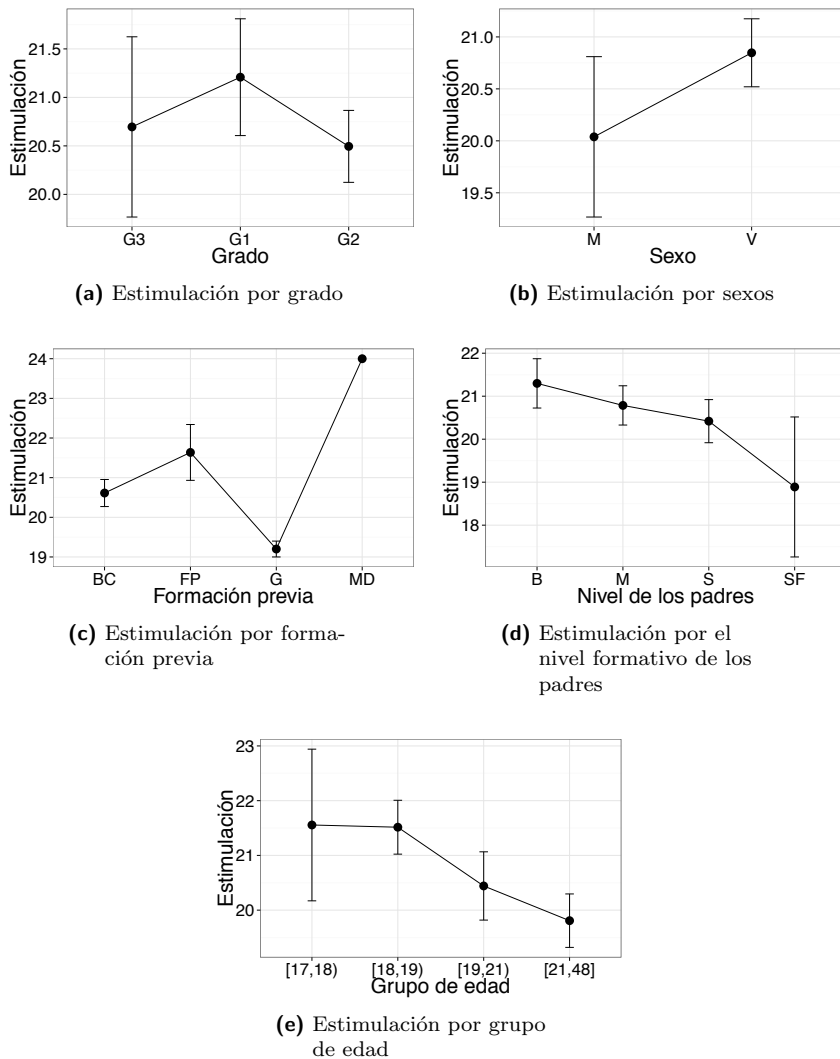 21.5
21.0
20.5
20.0
Estimulación
G3 G1 G2
Grado
(a) Estimulación por grado
21.0
20.5
20.0
19.5
Estimulación
M V
Sexo
(b) Estimulación por sexos
24
23
22
21
20
19
Estimulación
BC FP G MD
Formación previa
(c) Estimulación por forma-
ción previa
22
21
20
19
18
Estimulación
B M S SF
Nivel de los padres
(d) Estimulación por el
nivel formativo de los
padres
23
22
21
20
Estimulación
[17,18) [18,19) [19,21) [21,48]
Grupo de edad
(e) Estimulación por grupo
de edad